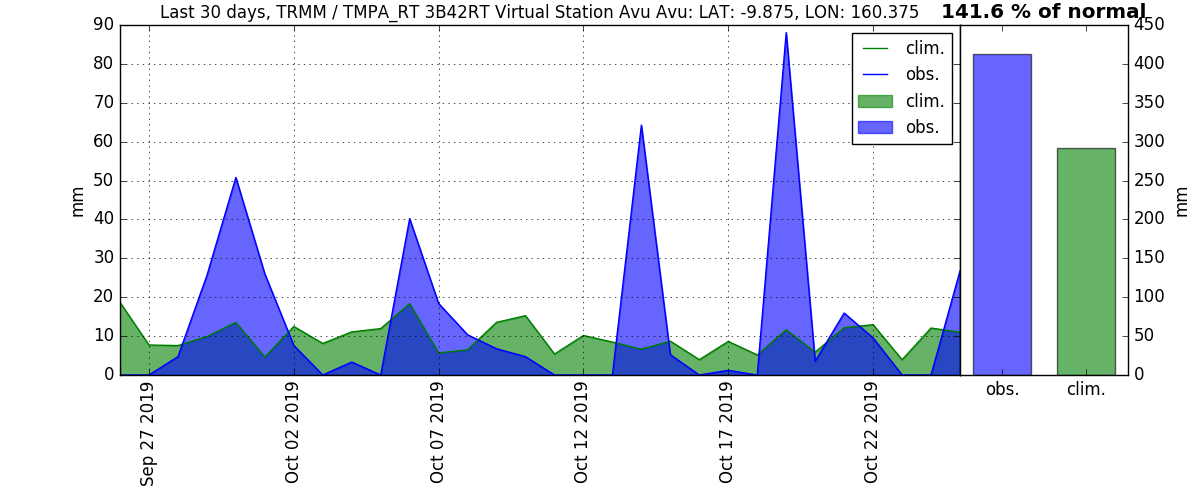 Last 30 days, TRMM / TMPA_RT 3B42RT Virtual Station Avu Avu: LAT: -9.875, LON: 160.375
141.6 % of normal
90
80
70
60
50
40
30
20
10
0
mm
clim.
obs.
clim.
obs.
Sep 27 2019
Oct 02 2019
Oct 07 2019
Oct 12 2019
Oct 17 2019
Oct 22 2019
450
400
350
300
250
200
150
100
50
0
mm
obs.
clim.